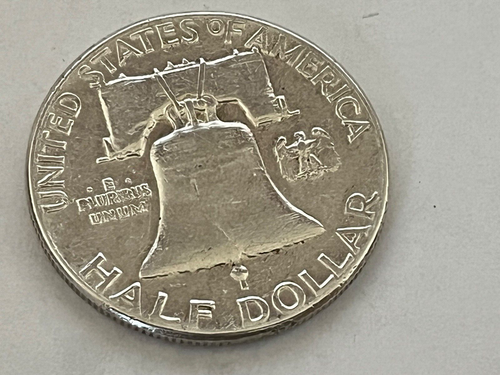 UNITED STATES OF AMERICA
E
PLURIBUS
UNUM
HALF DOLLAR